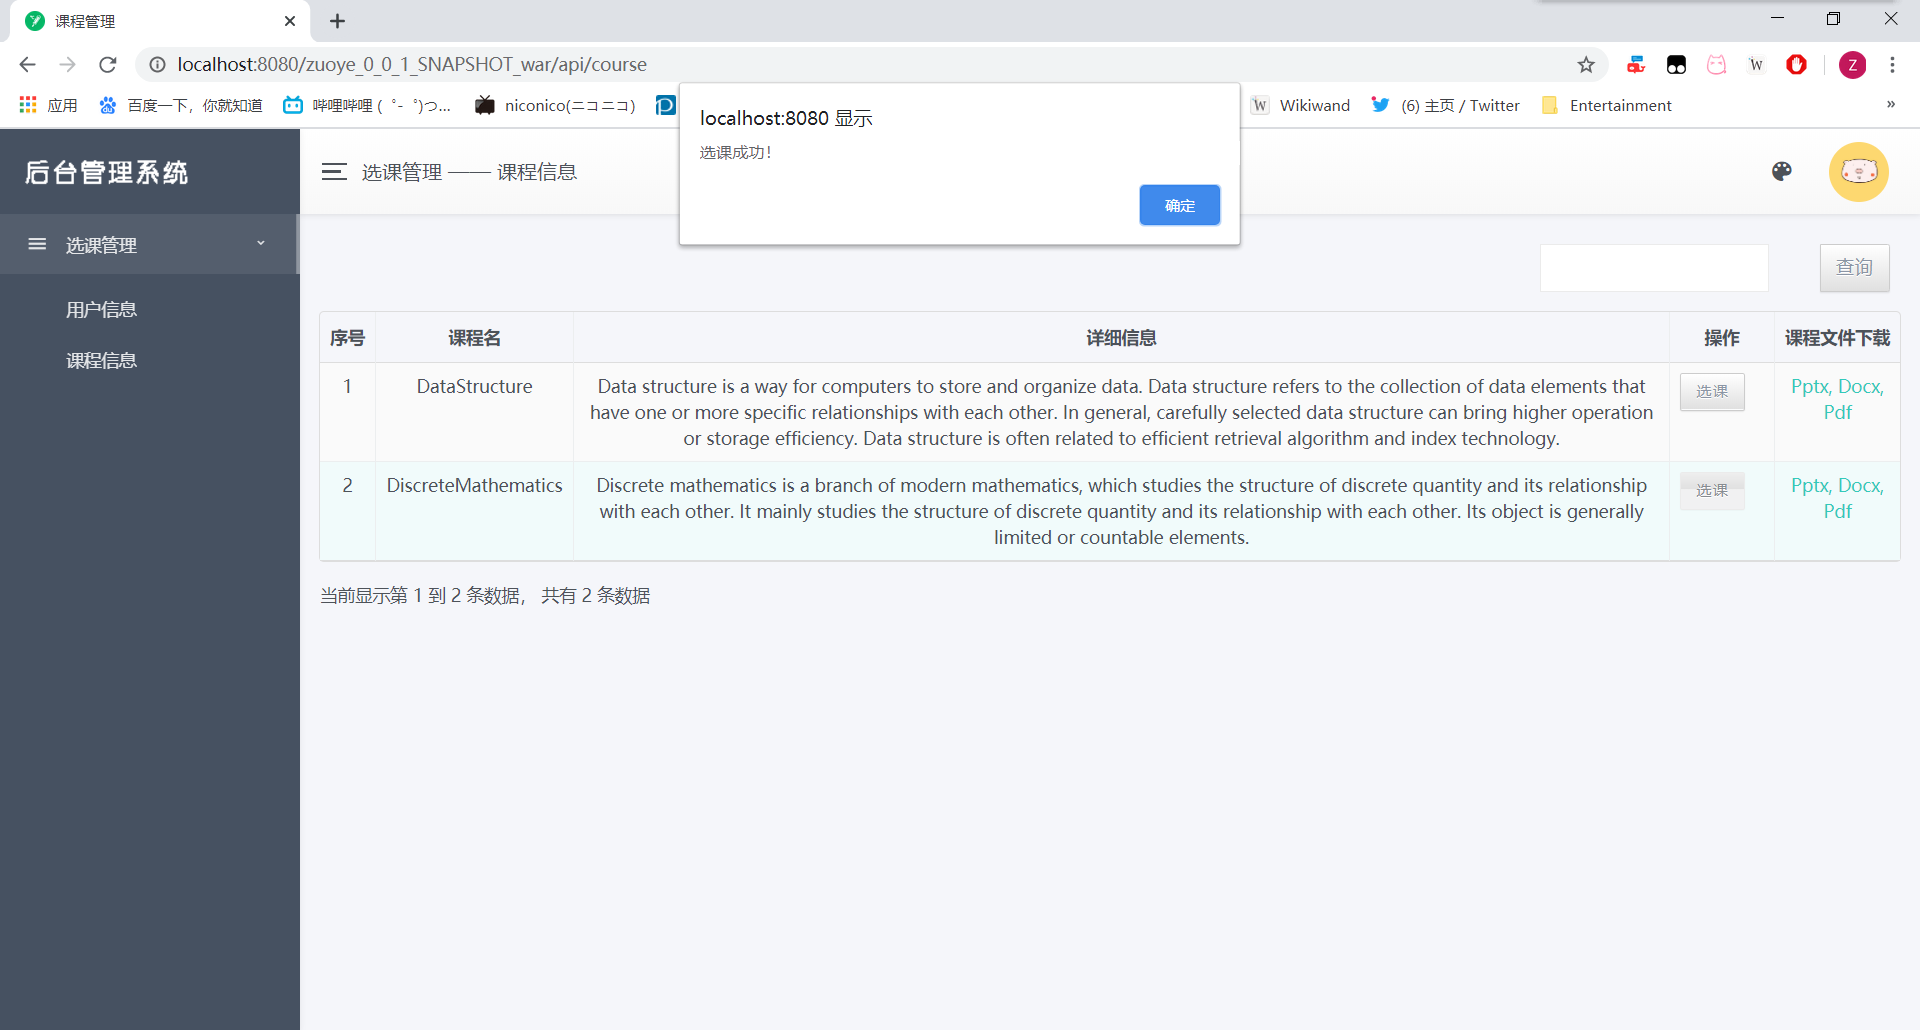 课程管理
localhost:8080/zuoye_0_0_1_SNAPSHOT_war/api/course
Z
应用
百度一下，你就知道
哔哩哔哩 ( ゜- ゜)つ...
niconico(ニコニコ)
W Wikiwand
(6) 主页 / Twitter
Entertainment
»
localhost:8080 显示
选课成功！
确定
后台管理系统
选课管理 —— 课程信息
选课管理
用户信息
课程信息
查询
序号 课程名 详细信息 操作 课程文件下载
1 DataStructure Data structure is a way for computers to store and organize data. Data structure refers to the collection of data elements that 选课 Pptx, Docx,
have one or more specific relationships with each other. In general, carefully selected data structure can bring higher operation Pdf
or storage efficiency. Data structure is often related to efficient retrieval algorithm and index technology.
2 DiscreteMathematics Discrete mathematics is a branch of modern mathematics, which studies the structure of discrete quantity and its relationship 选课 Pptx, Docx,
with each other. It mainly studies the structure of discrete quantity and its relationship with each other. Its object is generally Pdf
limited or countable elements.
当前显示第 1 到 2 条数据， 共有 2 条数据